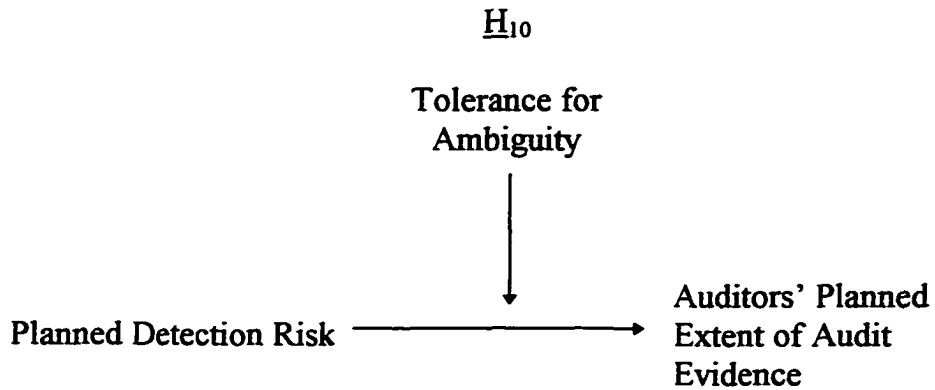 H10
Tolerance for
Ambiguity
Planned Detection Risk
Auditors’ Planned
Extent of Audit
Evidence